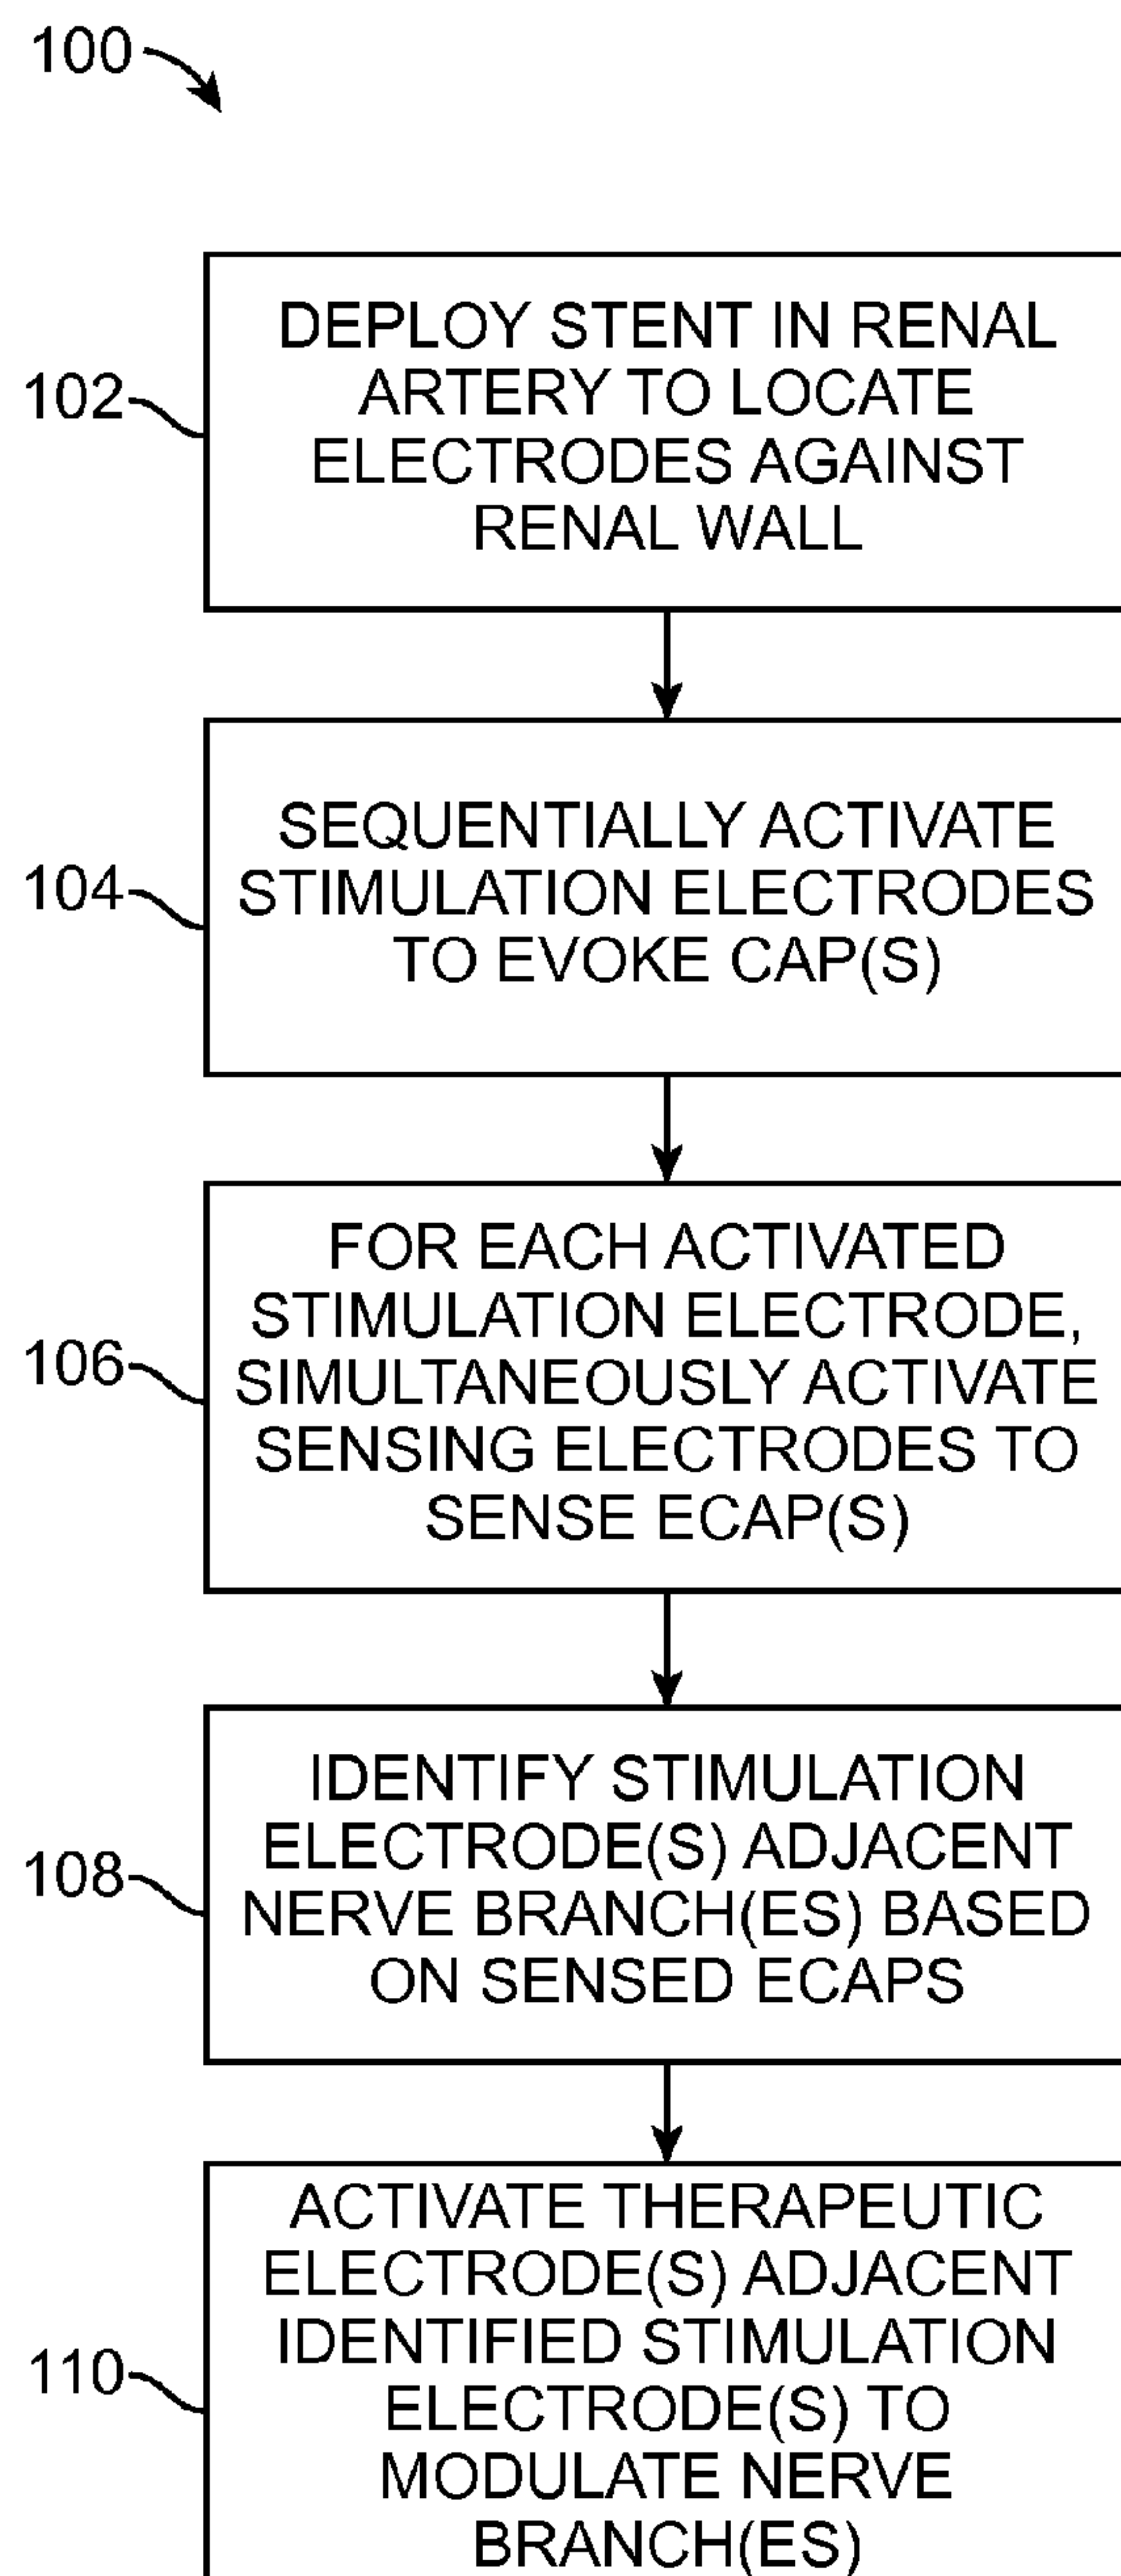 100
DEPLOY STENT IN RENAL
ARTERY TO LOCATE
ELECTRODES AGAINST
RENAL WALL
102
SEQUENTIALLY ACTIVATE
STIMULATION ELECTRODES
TO EVOKE CAP(S)
104
FOR EACH ACTIVATED
STIMULATION ELECTRODE,
SIMULTANEOUSLY ACTIVATE
SENSING ELECTRODES TO
SENSE ECAP(S)
106
IDENTIFY STIMULATION
ELECTRODE(S) ADJACENT
NERVE BRANCH(ES) BASED
ON SENSED ECAPS
108
ACTIVATE THERAPEUTIC
ELECTRODE(S) ADJACENT
IDENTIFIED STIMULATION
ELECTRODE(S) TO
MODULATE NERVE
BRANCH(ES)
110